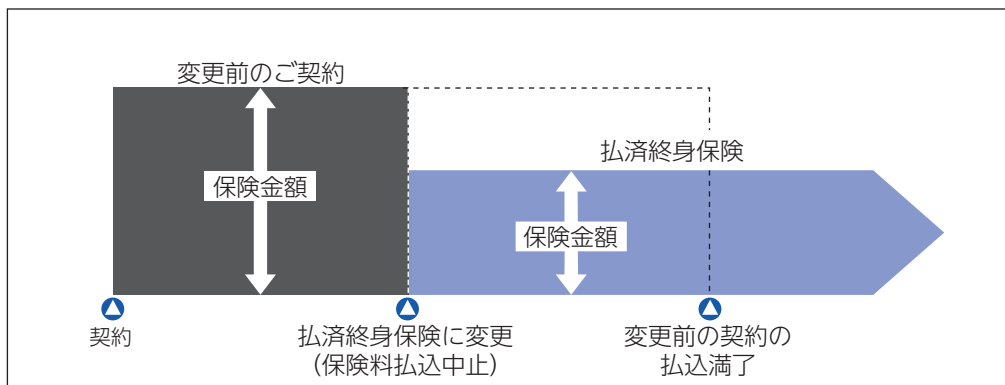 変更前のご契約
払済終身保険
保険金額
保険金額
契約
払済終身保険に変更
（保険料払込中止）
変更前の契約の
払込満了